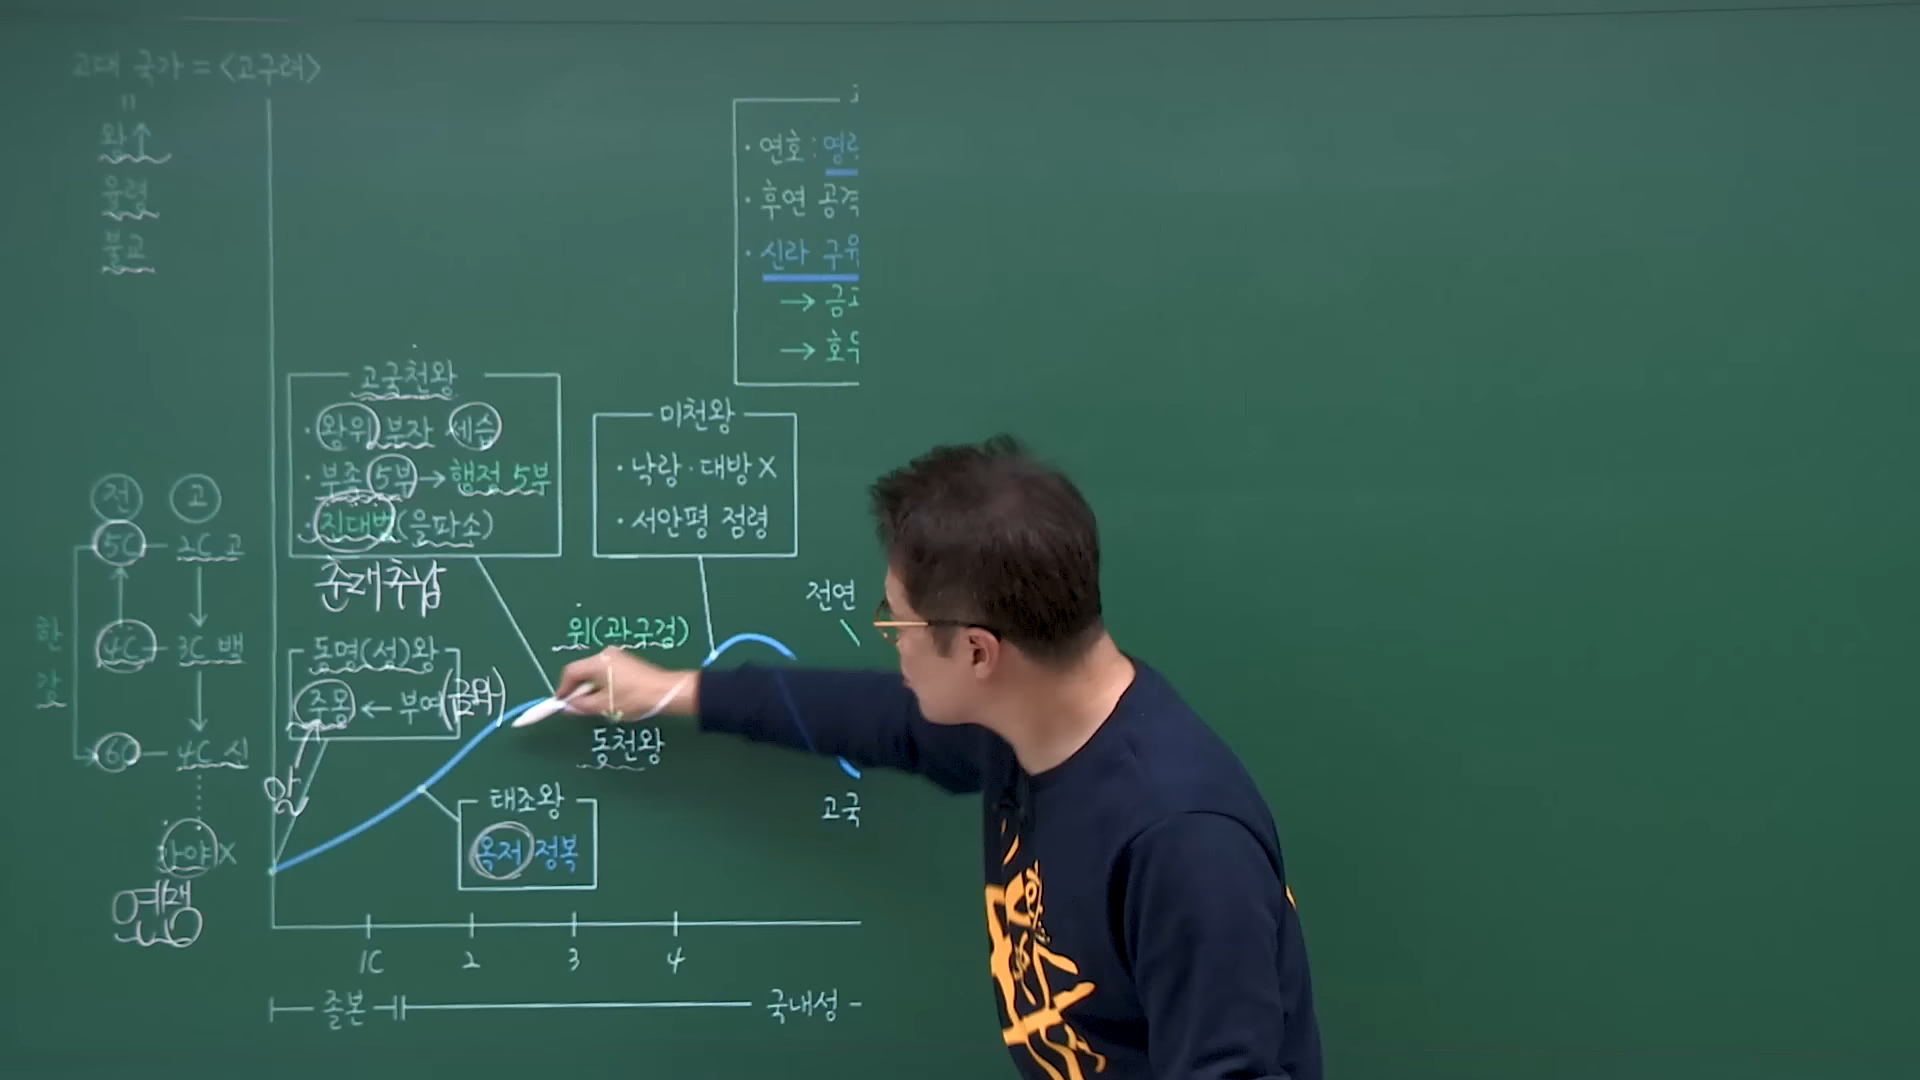 고대 국가 = <고구려>
=
왕↑
율령
불교
전 고
5C - 2C 고
4C - 3C 백
6C - 4C 신
한강
가야 X
연맹
고국천왕
· 왕위 부자 세습
· 부족 5부 → 행정 5부
· 진대법(을파소)
춘대추납
동명(성)왕
주몽 ← 부여(금와)
알
태조왕
옥저 정복
위(관구검)
동천왕
미천왕
· 낙랑·대방 X
· 서안평 점령
· 연호:
· 후연 공격
· 신라
→
→
전연
고국
1C 2 3 4
졸본 국내성